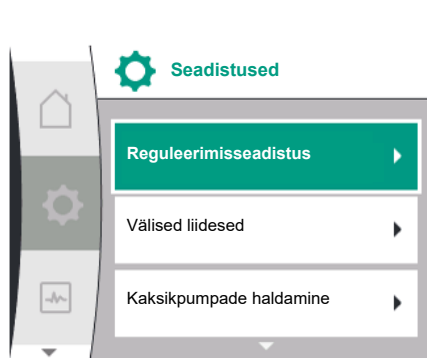 Seadistused
Reguleerimisseadistus
Välised liidesed
Kaksikpumpade haldamine